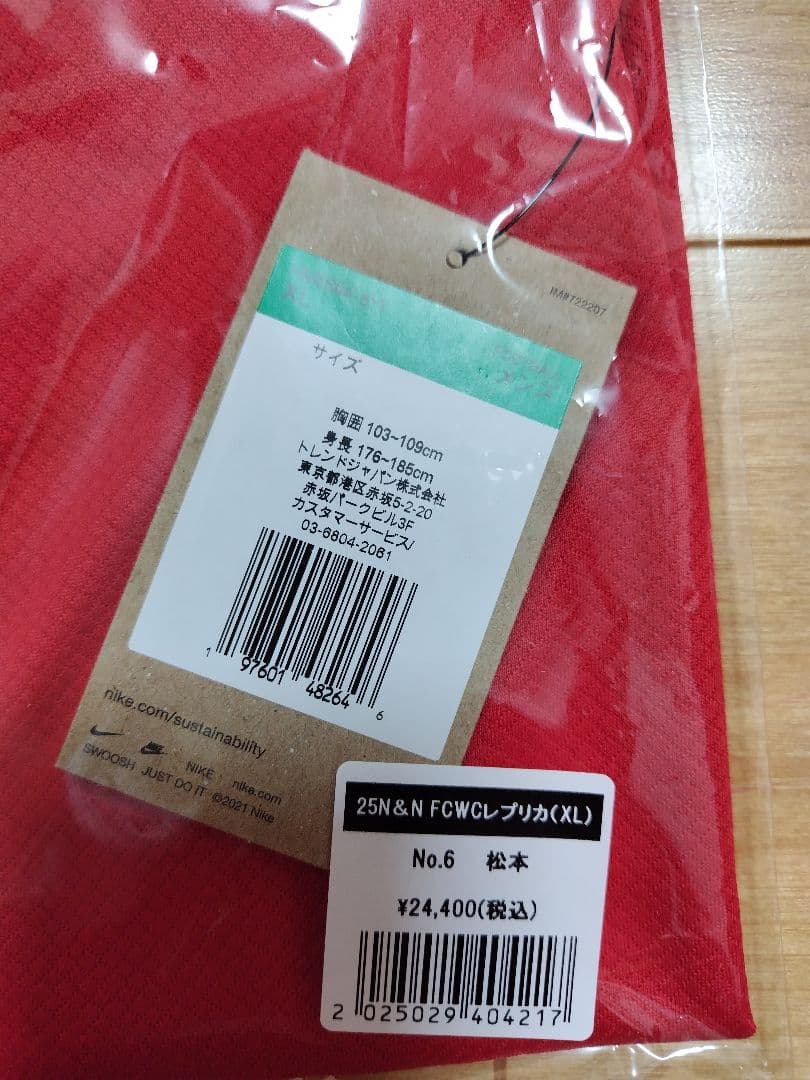 IM#722207
XL
サイズ
メンズ
胸囲 103~109cm
身長 176~185cm
トレンドジャパン株式会社
東京都港区赤坂5-2-20
赤坂パークビル3F
カスタマーサービス/
03-6804-2061
1 97601 48264 6
nike.com/sustainability
NIKE nike.com
SWOOSH JUST DO IT ©2021 Nike
25N&N FCWCレプリカ(XL)
No.6 松本
¥24,400(税込)
2 025029 404217